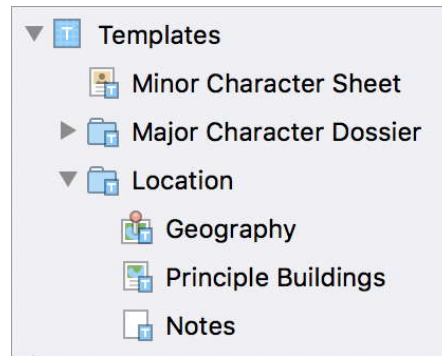 Templates
Minor Character Sheet
Major Character Dossier
Location
Geography
Principle Buildings
Notes